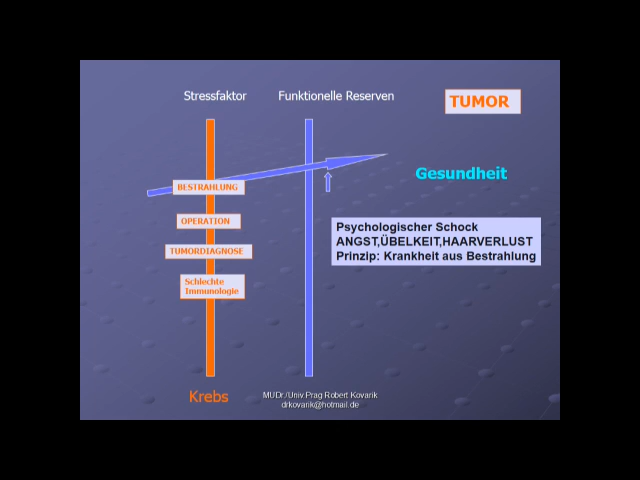 Stressfaktor
Funktionelle Reserven
TUMOR
Gesundheit
BESTRAHLUNG
OPERATION
TUMORDIAGNOSE
Schlechte
Immunologie
Psychologischer Schock
ANGST,ÜBELKEIT,HAARVERLUST
Prinzip: Krankheit aus Bestrahlung
Krebs
MUDr./Univ.Prag Robert Kovarik
drkovarik@hotmail.de